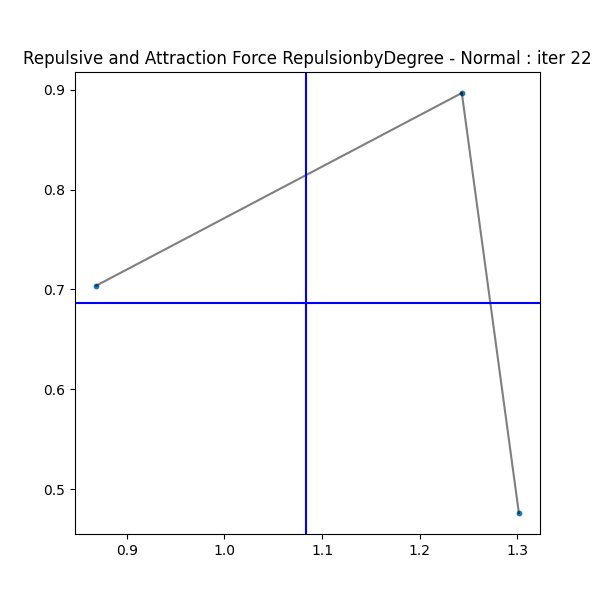 Repulsive and Attraction Force RepulsionbyDegree - Normal : iter 22
0.9
0.8
0.7
0.6
0.5
0.9 1.0 1.1 1.2 1.3